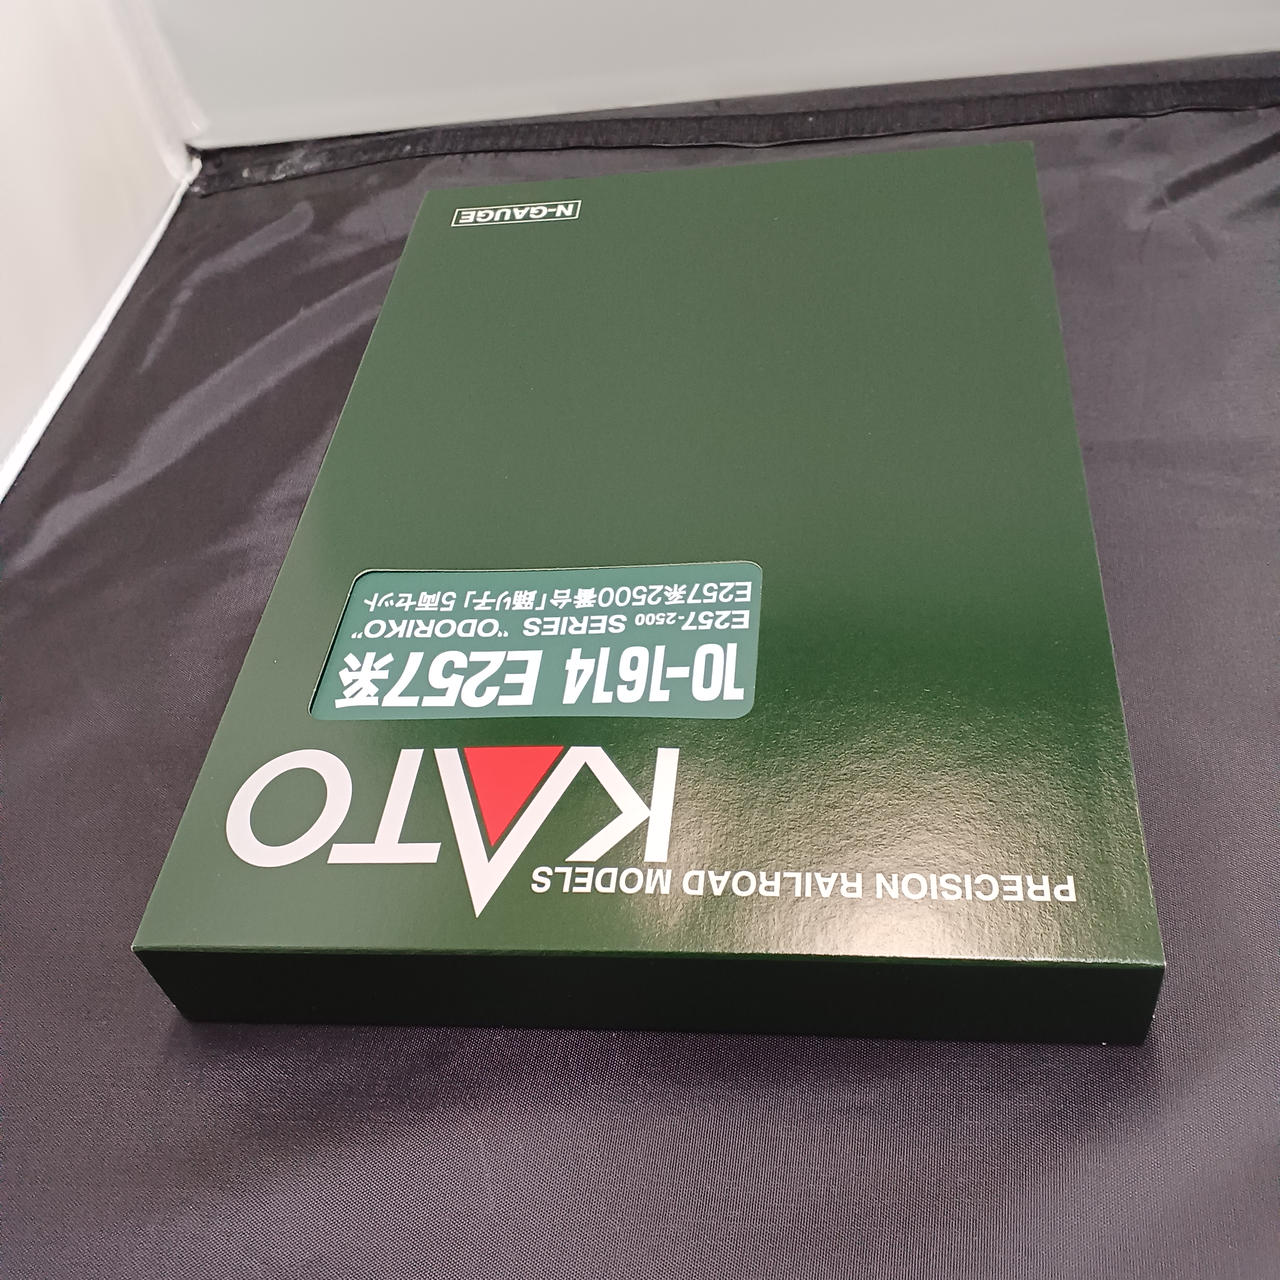 PRECISION RAILROAD MODELS
KATO
10-1614 E257系
E257-2500 SERIES "ODORIKO"
E257系2500番台「踊り子」5両セット
N-GAUGE